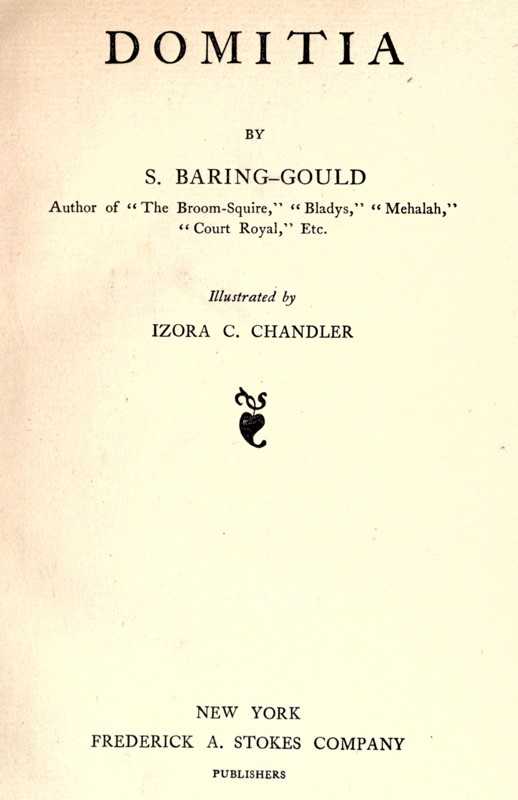 DOMITIA
BY
S. BARING-GOULD
Author of "The Broom-Squire," "Bladys," "Mehalah,"
"Court Royal," Etc.
Illustrated by
IZORA C. CHANDLER
NEW YORK
FREDERICK A. STOKES COMPANY
PUBLISHERS